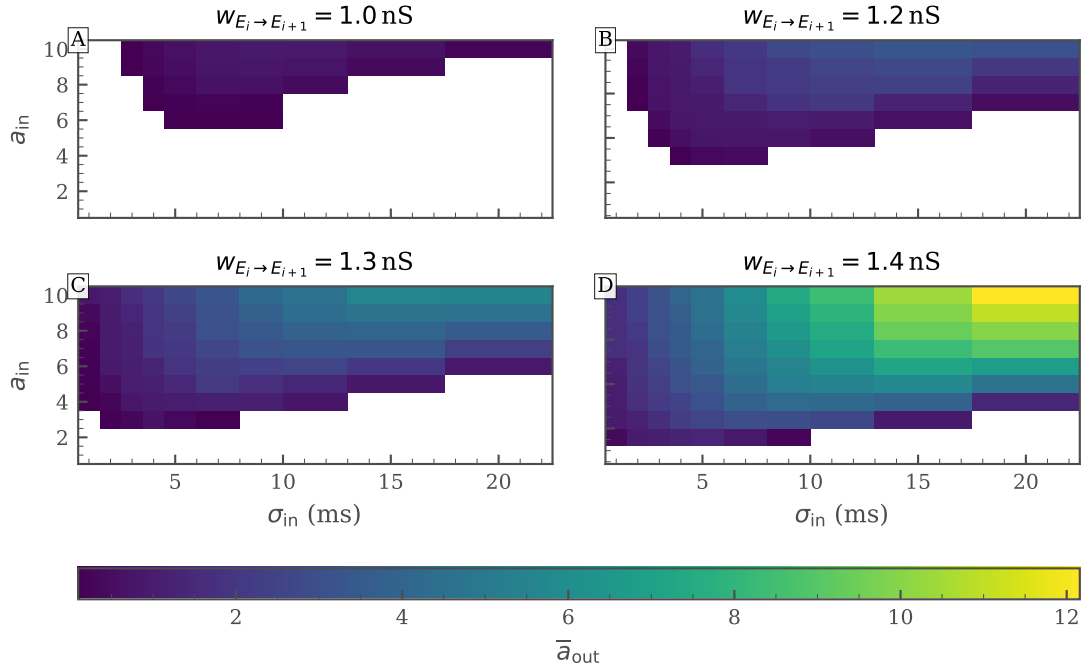 w_{E_i→E_{i+1}} = 1.0 nS
w_{E_i→E_{i+1}} = 1.2 nS
A
B
10
8
6
4
2
a_in
w_{E_i→E_{i+1}} = 1.3 nS
w_{E_i→E_{i+1}} = 1.4 nS
C
D
10
8
6
4
2
a_in
5 10 15 20
5 10 15 20
σ_in (ms)
σ_in (ms)
2 4 6 8 10 12
a̅_out